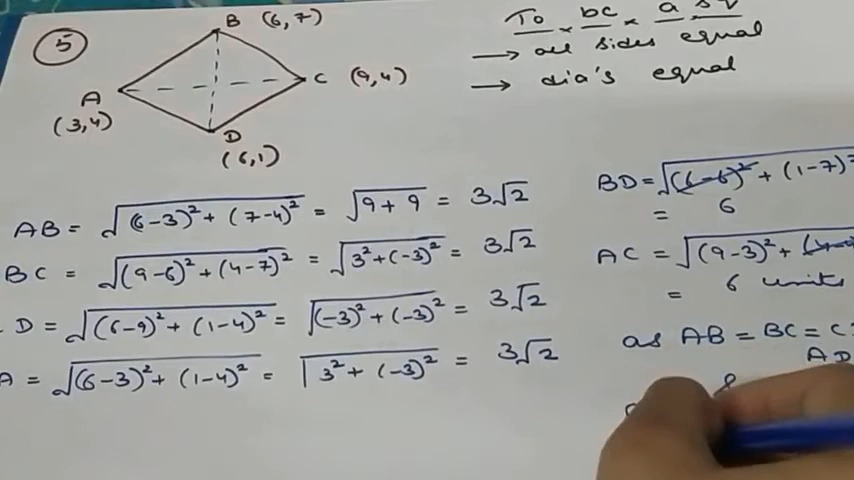 5
B (6,7)
A
(3,4)
C (9,4)
D
(6,1)
To bc a
→ all sides equal
→ dia's equal
AB = √(6-3)² + (7-4)² = √9+9 = 3√2
BC = √(9-6)² + (4-7)² = √3²+(-3)² = 3√2
D = √(6-9)² + (1-4)² = √(-3)² + (-3)² = 3√2
A = √(6-3)² + (1-4)² = √3² + (-3)² = 3√2
BD = √(6-6)² + (1-7)²
= 6
AC = √(9-3)² +
= 6 units
as AB = BC = C
AD
&